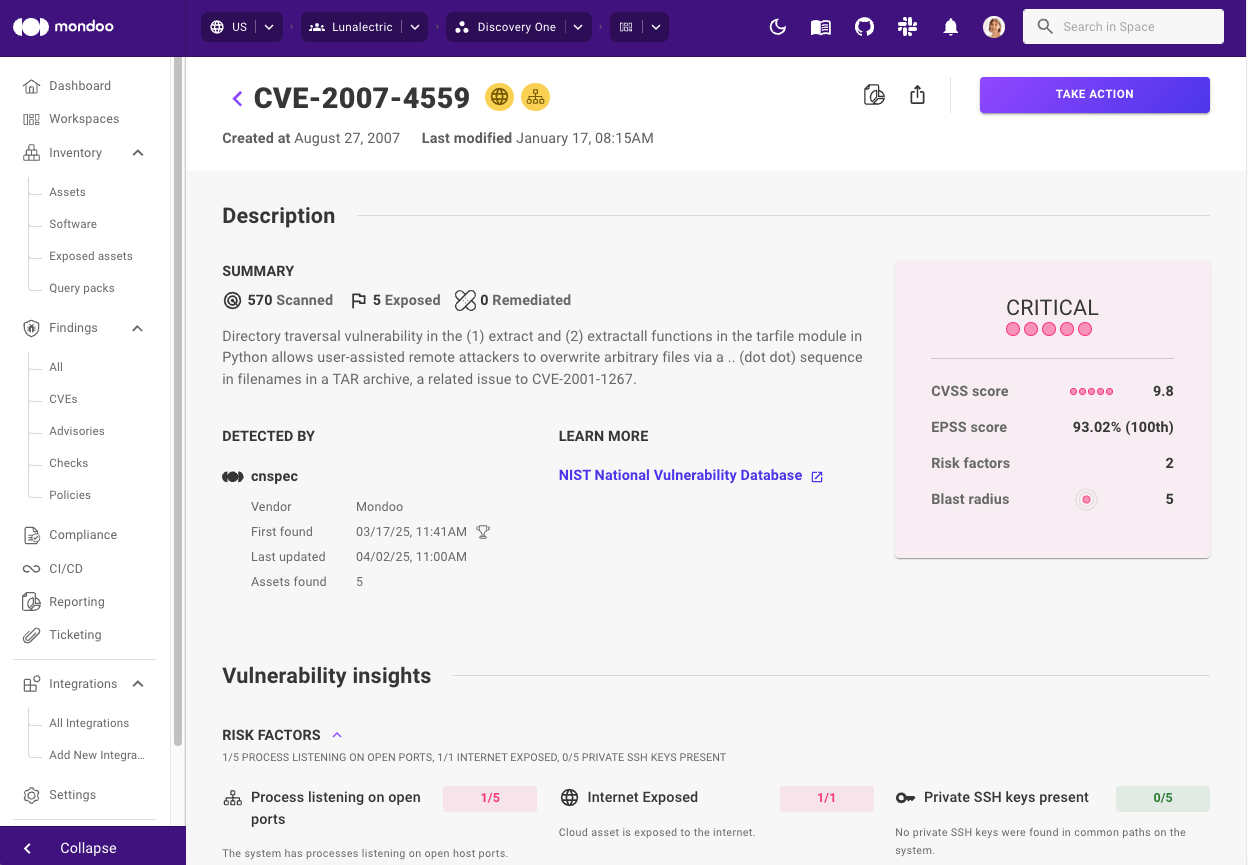 mondoo
US
Lunalectric
Discovery One
Search in Space
Dashboard
Workspaces
Inventory
Assets
Software
Exposed assets
Query packs
Findings
All
CVEs
Advisories
Checks
Policies
Compliance
CI/CD
Reporting
Ticketing
Integrations
All Integrations
Add New Integra...
Settings
Collapse
CVE-2007-4559
TAKE ACTION
Created at August 27, 2007 Last modified January 17, 08:15AM
Description
SUMMARY
570 Scanned 5 Exposed 0 Remediated
Directory traversal vulnerability in the (1) extract and (2) extractall functions in the tarfile module in
Python allows user-assisted remote attackers to overwrite arbitrary files via a .. (dot dot) sequence
in filenames in a TAR archive, a related issue to CVE-2001-1267.
CRITICAL
CVSS score 9.8
EPSS score 93.02% (100th)
Risk factors 2
Blast radius 5
DETECTED BY
cnspec
Vendor Mondoo
First found 03/17/25, 11:41AM
Last updated 04/02/25, 11:00AM
Assets found 5
LEARN MORE
NIST National Vulnerability Database
Vulnerability insights
RISK FACTORS
1/5 PROCESS LISTENING ON OPEN PORTS, 1/1 INTERNET EXPOSED, 0/5 PRIVATE SSH KEYS PRESENT
Process listening on open
ports
1/5
The system has processes listening on open host ports.
Internet Exposed
1/1
Cloud asset is exposed to the internet.
Private SSH keys present
0/5
No private SSH keys were found in common paths on the
system.